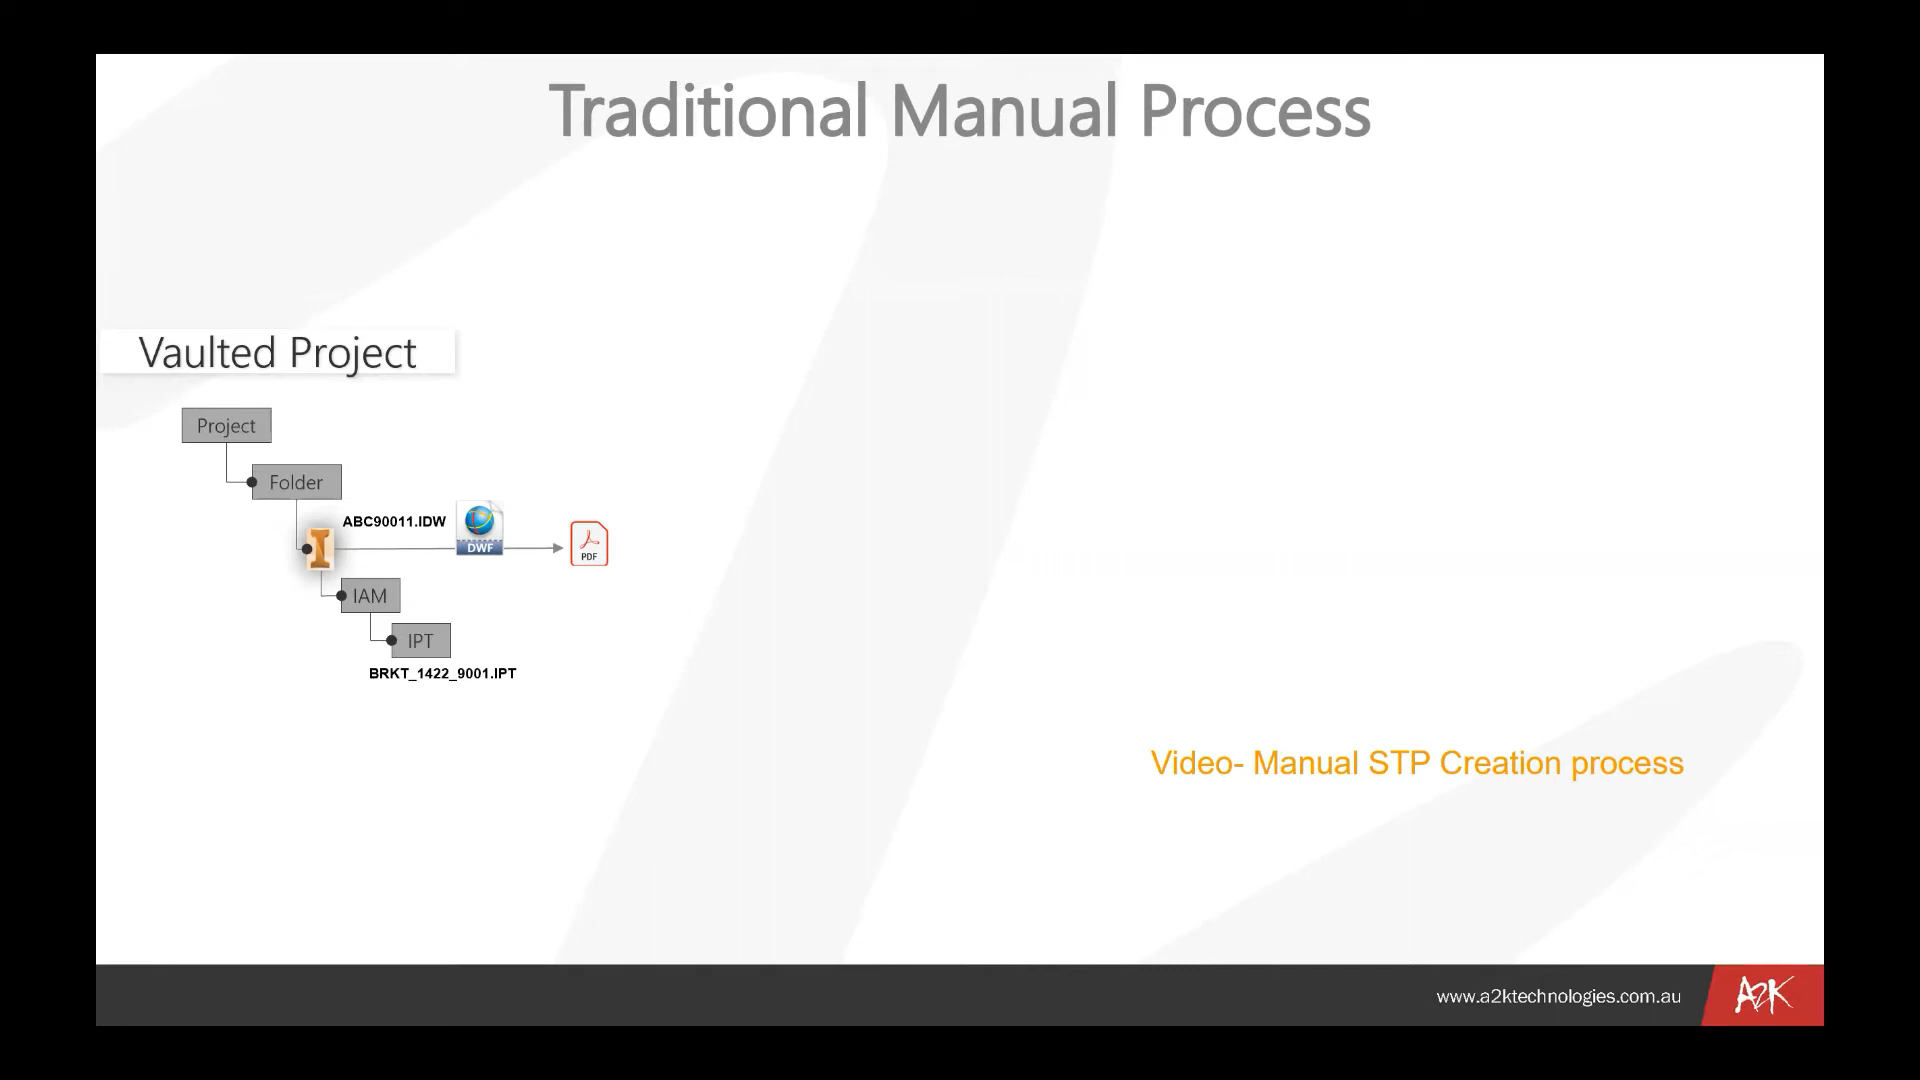 Traditional Manual Process
Vaulted Project
Project
Folder
ABC90011.IDW
DWF
PDF
IAM
IPT
BRKT_1422_9001.IPT
Video- Manual STP Creation process
www.a2ktechnologies.com.au
A2K